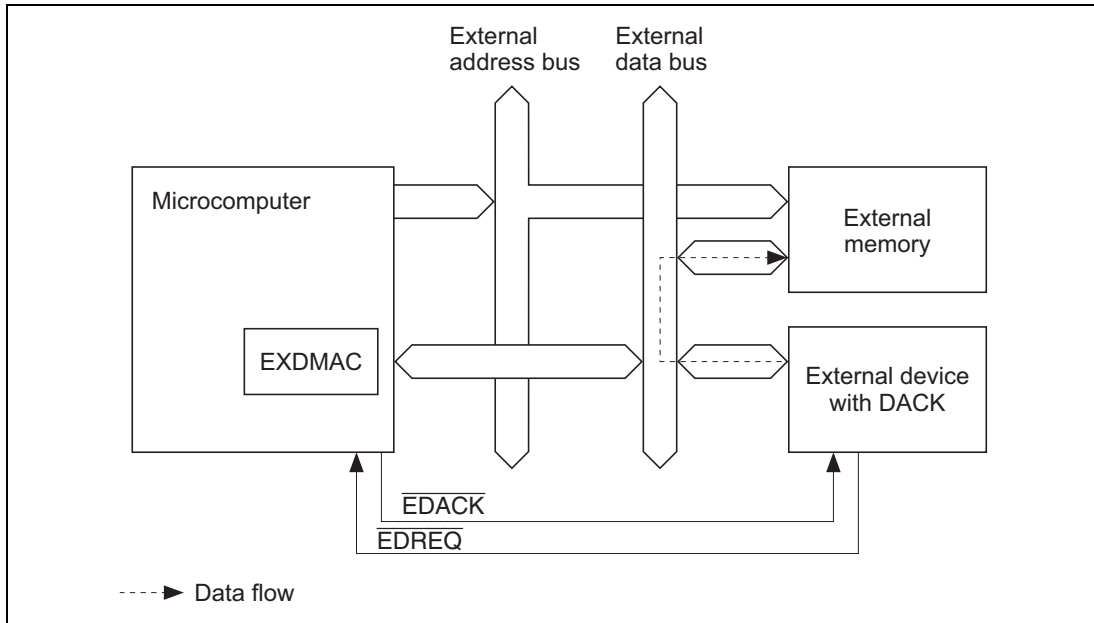 External
address bus
External
data bus
Microcomputer
External
memory
EXDMAC
External device
with DACK
EDACK
EDREQ
Data flow